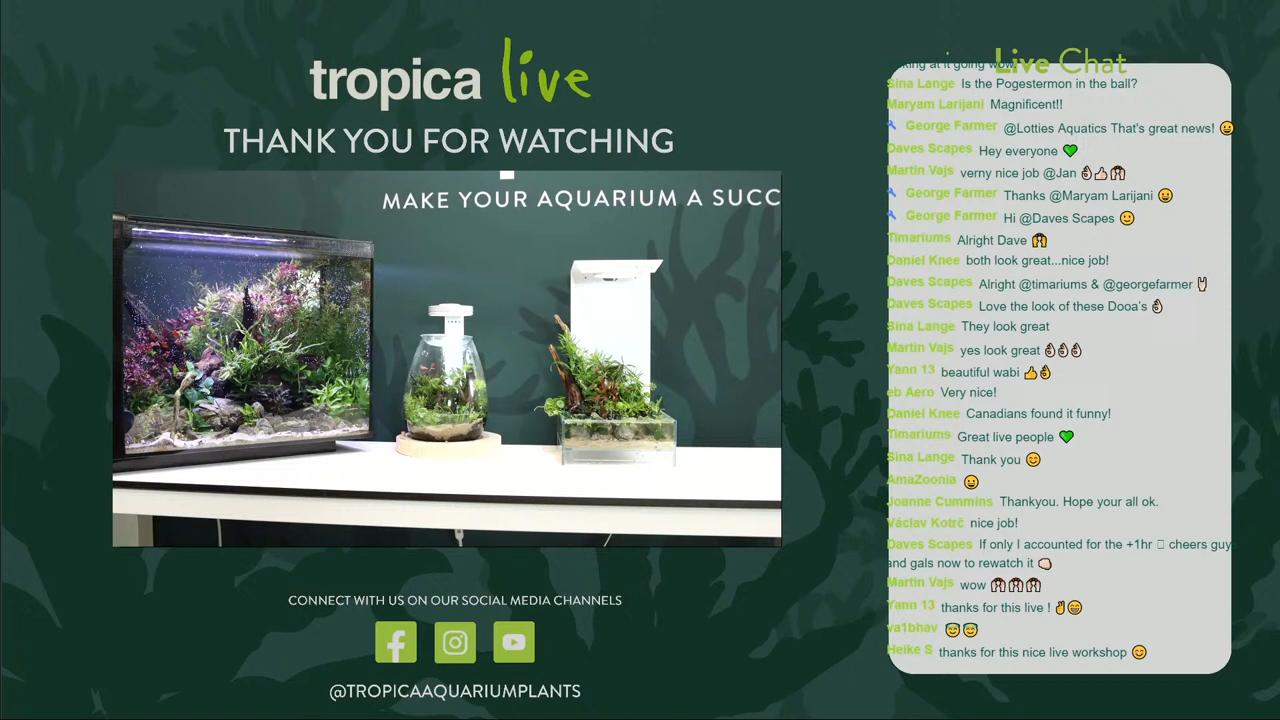 tropica live
THANK YOU FOR WATCHING
MAKE YOUR AQUARIUM A SUCC
CONNECT WITH US ON OUR SOCIAL MEDIA CHANNELS
@TROPICAAQUARIUMPLANTS
Live Chat
king at it going wow.
Sina Lange Is the Pogestermon in the ball?
Maryam Larijani Magnificent!!
George Farmer @Lotties Aquatics That's great news! 😀
Daves Scapes Hey everyone 💚
Martin Vajs verny nice job @Jan 👌🏻👍🏻🙌🏻
George Farmer Thanks @Maryam Larijani 😀
George Farmer Hi @Daves Scapes 🙂
Timariums Alright Dave 🙌
Daniel Knee both look great...nice job!
Daves Scapes Alright @timariums & @georgefarmer 🤘🏻
Daves Scapes Love the look of these Dooa's 👌🏻
Sina Lange They look great
Martin Vajs yes look great 👌🏻👌🏻👌🏻
Yann 13 beautiful wabi 👍👌
eb Aero Very nice!
Daniel Knee Canadians found it funny!
Timariums Great live people 💚
Sina Lange Thank you 😊
AmaZoonia 😀
Joanne Cummins Thankyou. Hope your all ok.
Václav Kotrč nice job!
Daves Scapes If only I accounted for the +1hr cheers guys
and gals now to rewatch it 👊🏻
Martin Vajs wow 🙌🏻🙌🏻🙌🏻
Yann 13 thanks for this live ! ✌😁
va1bhav 😇😇
Heike S thanks for this nice live workshop 😊